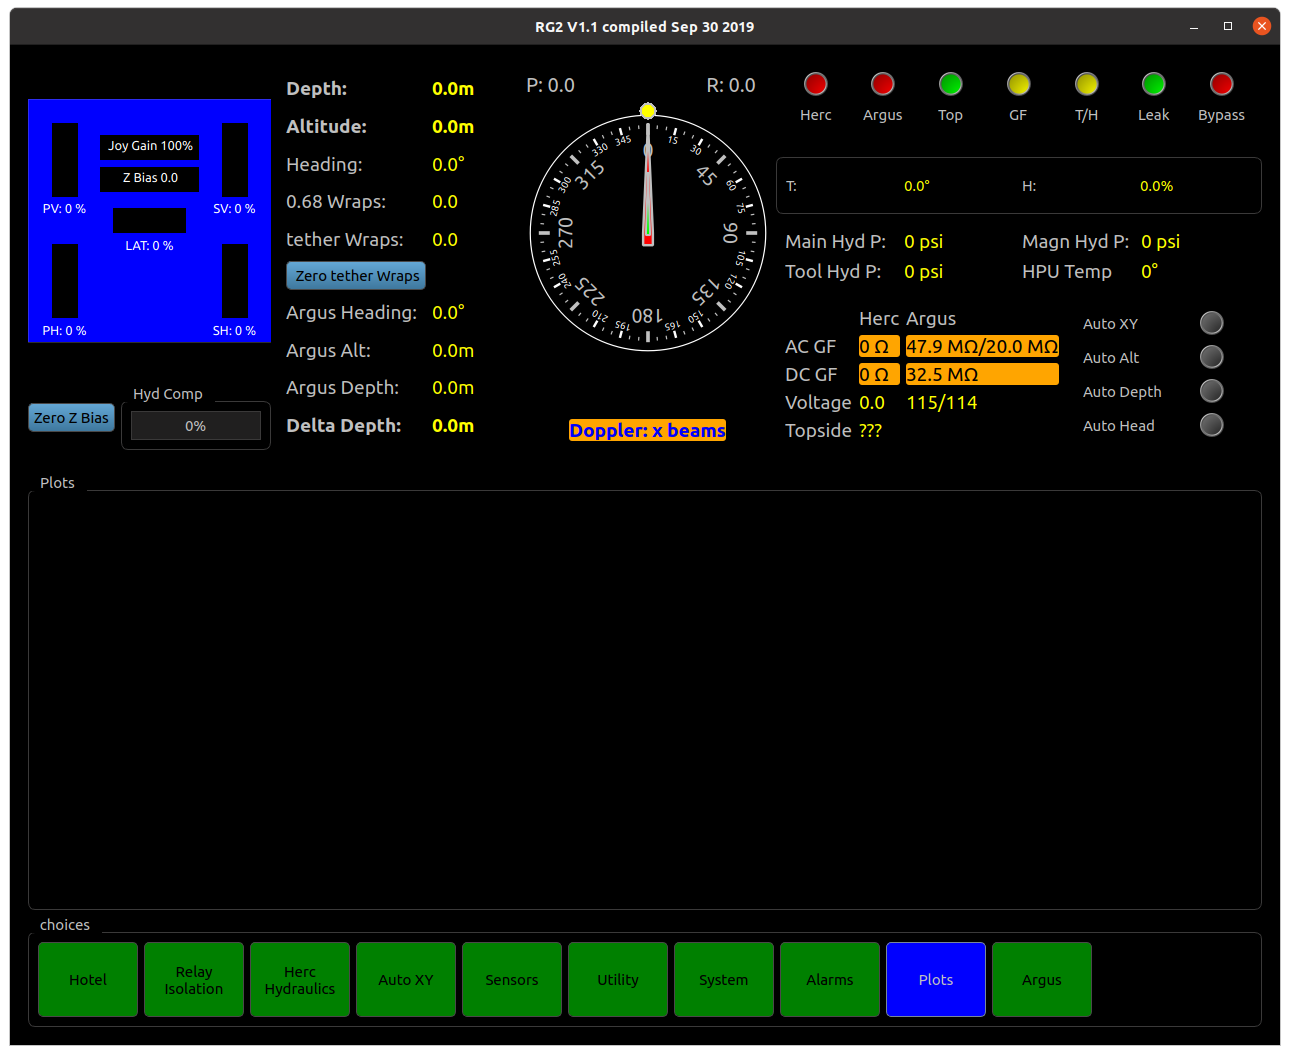 RG2 V1.1 compiled Sep 30 2019
Joy Gain 100%
Z Bias 0.0
PV: 0 %
SV: 0 %
LAT: 0 %
PH: 0 %
SH: 0 %
Zero Z Bias
Hyd Comp
0%
Depth: 0.0m
Altitude: 0.0m
Heading: 0.0°
0.68 Wraps: 0.0
tether Wraps: 0.0
Zero tether Wraps
Argus Heading: 0.0°
Argus Alt: 0.0m
Argus Depth: 0.0m
Delta Depth: 0.0m
P: 0.0 R: 0.0
0
15
30
45
60
75
90
105
120
135
150
165
180
195
210
225
240
255
270
285
300
315
330
345
Doppler: x beams
Herc Argus Top GF T/H Leak Bypass
T: 0.0° H: 0.0%
Main Hyd P: 0 psi Magn Hyd P: 0 psi
Tool Hyd P: 0 psi HPU Temp 0°
Herc Argus
AC GF 0 Ω 47.9 MΩ/20.0 MΩ
DC GF 0 Ω 32.5 MΩ
Voltage 0.0 115/114
Topside ???
Auto XY
Auto Alt
Auto Depth
Auto Head
Plots
choices
Hotel
Relay
Isolation
Herc
Hydraulics
Auto XY
Sensors
Utility
System
Alarms
Plots
Argus